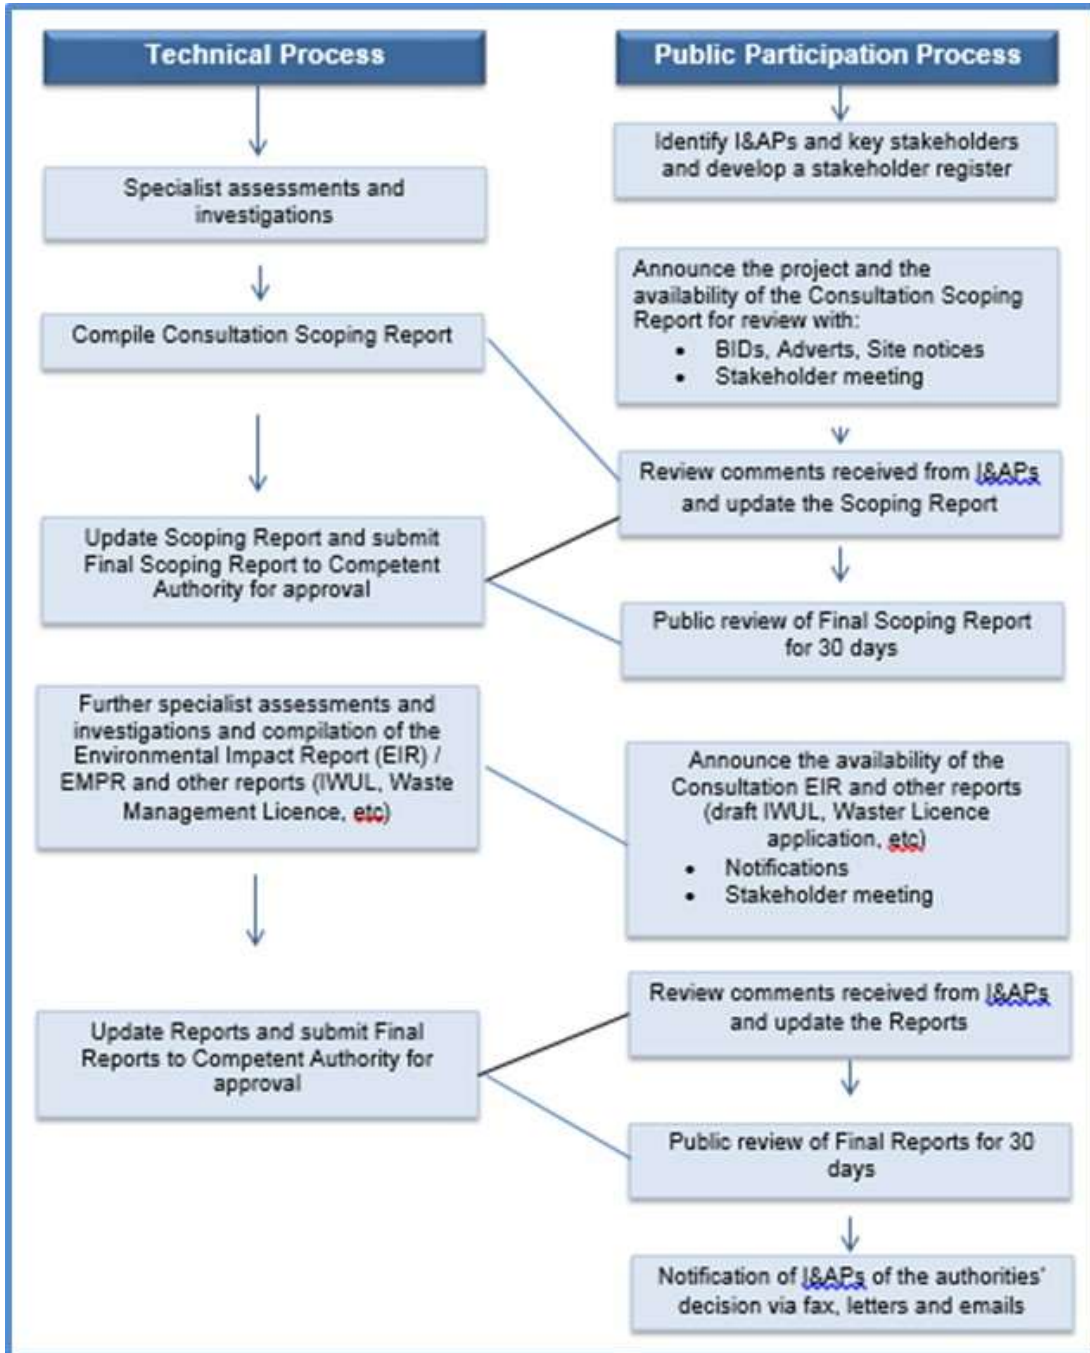 Technical Process
Specialist assessments and
investigations
Compile Consultation Scoping Report
Update Scoping Report and submit
Final Scoping Report to Competent
Authority for approval
Further specialist assessments and
investigations and compilation of the
Environmental Impact Report (EIR) /
EMPR and other reports (IWUL, Waste
Management Licence, etc)
Update Reports and submit Final
Reports to Competent Authority for
approval
Public Participation Process
Identify I&APs and key stakeholders
and develop a stakeholder register
Announce the project and the
availability of the Consultation Scoping
Report for review with:
• BIDs, Adverts, Site notices
• Stakeholder meeting
Review comments received from I&APs
and update the Scoping Report
Public review of Final Scoping Report
for 30 days
Announce the availability of the
Consultation EIR and other reports
(draft IWUL, Waster Licence
application, etc)
• Notifications
• Stakeholder meeting
Review comments received from I&APs
and update the Reports
Public review of Final Reports for 30
days
Notification of I&APs of the authorities'
decision via fax, letters and emails